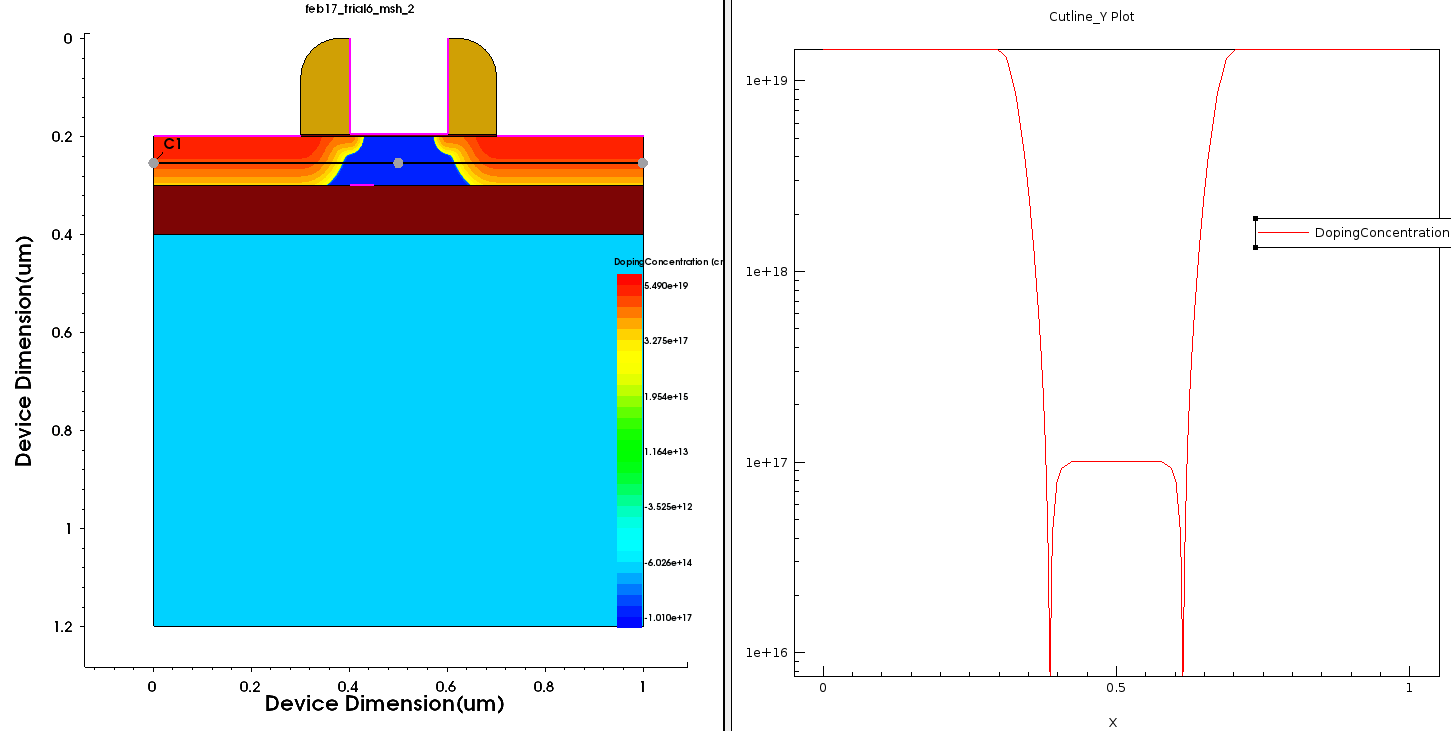 feb17_trial6_msh_2
0
0.2
0.4
0.6
0.8
1
1.2
Device Dimension(um)
C1
DopingConcentration (cm
5.490e+19
3.275e+17
1.954e+15
1.164e+13
-3.525e+12
-6.026e+14
-1.010e+17
0 0.2 0.4 0.6 0.8 1
Device Dimension(um)
Cutline_Y Plot
1e+19
1e+18
1e+17
1e+16
DopingConcentration
0 0.5 1
X